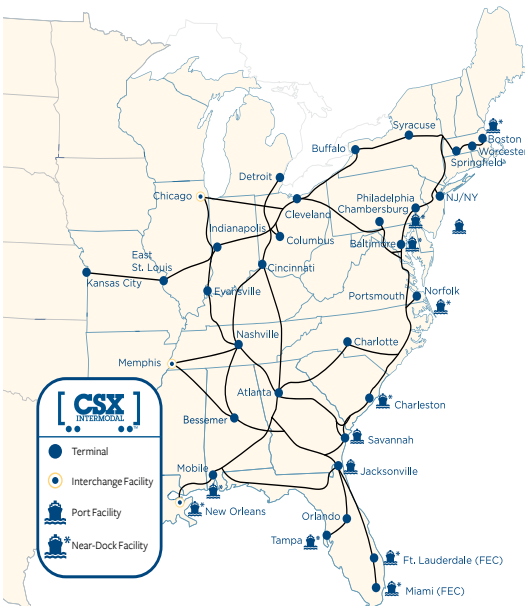 Syracuse
*
Boston
Buffalo
Worcester
Springfield
Detroit
Chicago
Philadelphia
NJ/NY
Cleveland
Chambersburg
*
Indianapolis
Columbus
Baltimore
*
East
St. Louis
Cincinnati
Kansas City
Evansville
Portsmouth
Norfolk
*
Nashville
Charlotte
Memphis
Atlanta
*
Charleston
CSX
INTERMODAL
Bessemer
Savannah
Terminal
Mobile
Jacksonville
Interchange Facility
*
*
New Orleans
Port Facility
Orlando
Tampa
*
* Near-Dock Facility
*
Ft. Lauderdale (FEC)
*
Miami (FEC)